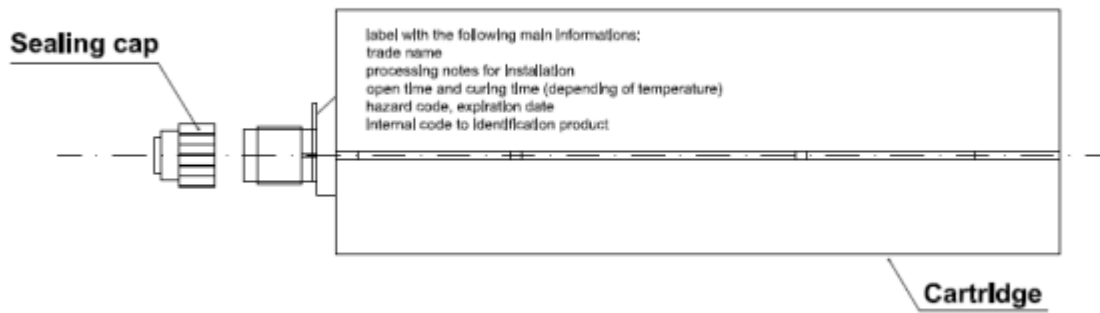 Sealing cap
label with the following main informations:
trade name
processing notes for installation
open time and curing time (depending of temperature)
hazard code, expiration date
internal code to identification product
Cartridge